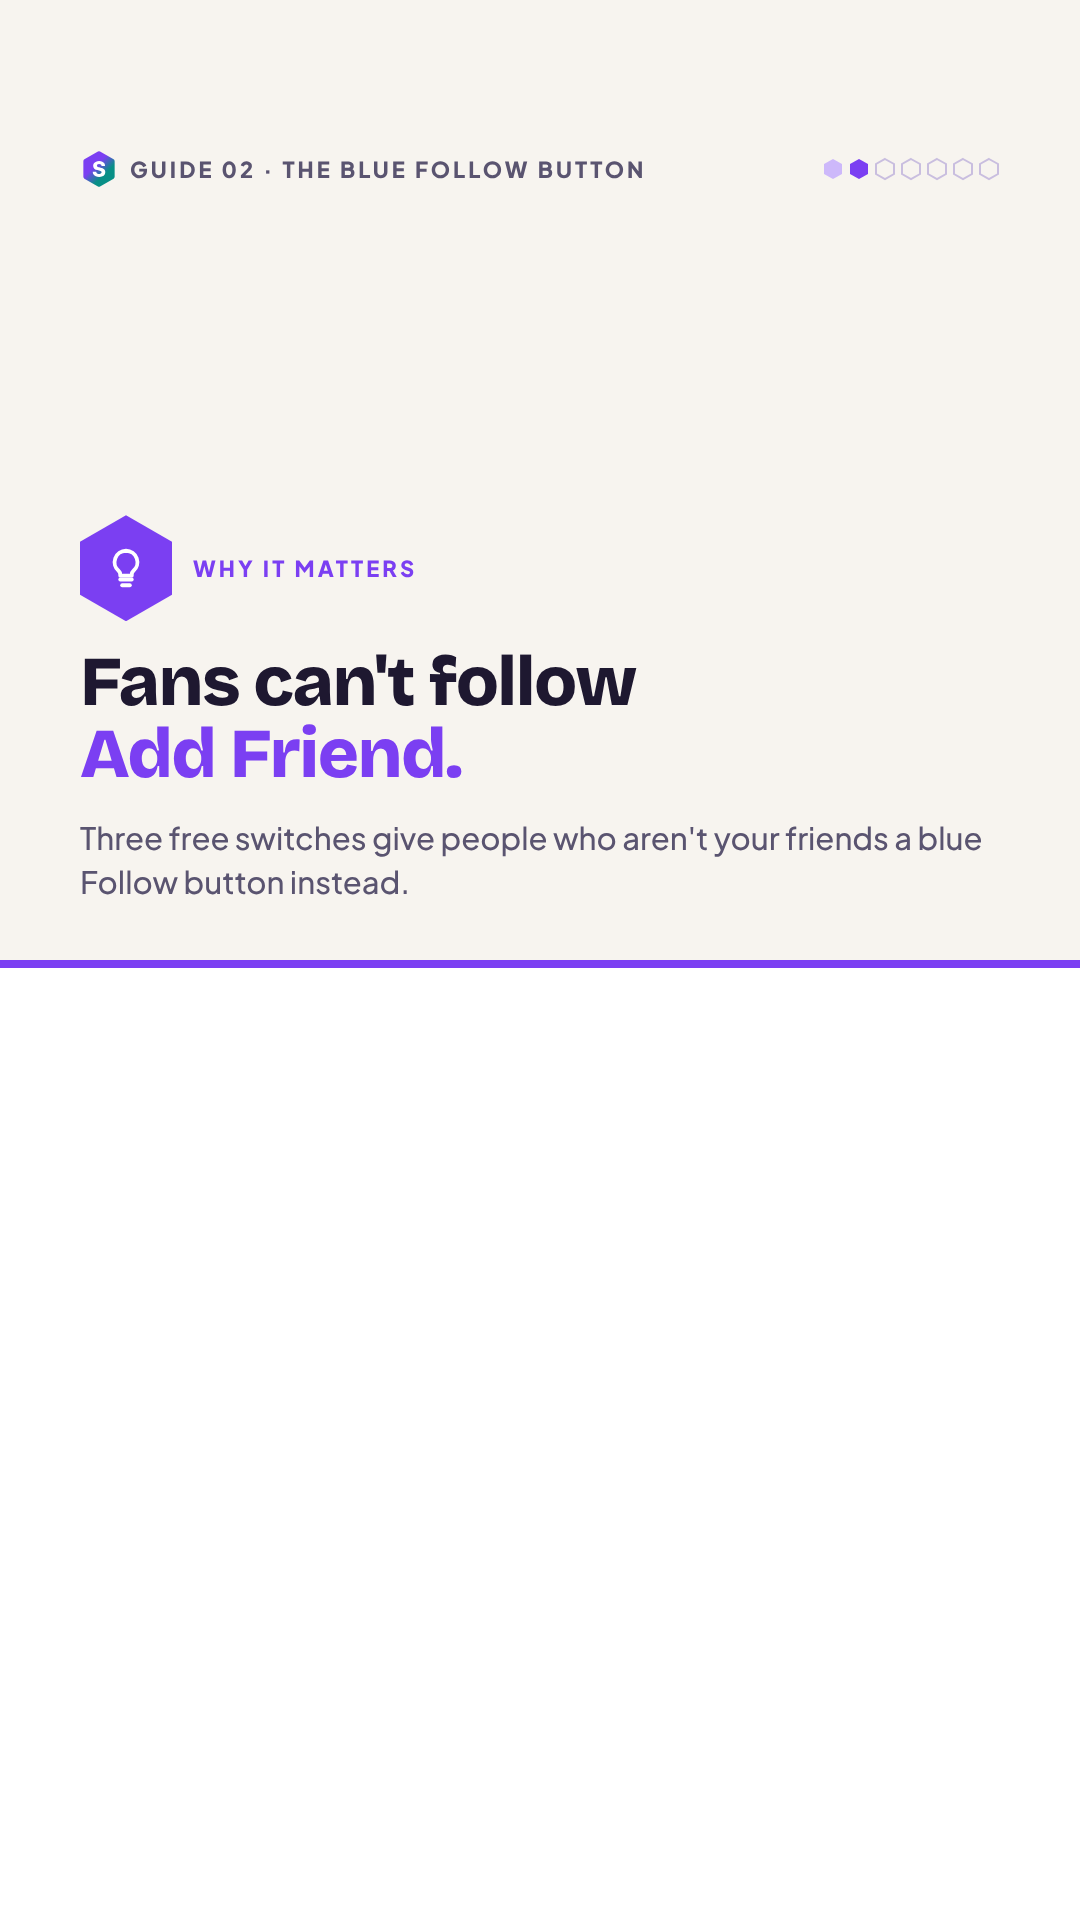 S GUIDE 02 · THE BLUE FOLLOW BUTTON
WHY IT MATTERS
Fans can't follow
Add Friend.
Three free switches give people who aren't your friends a blue
Follow button instead.